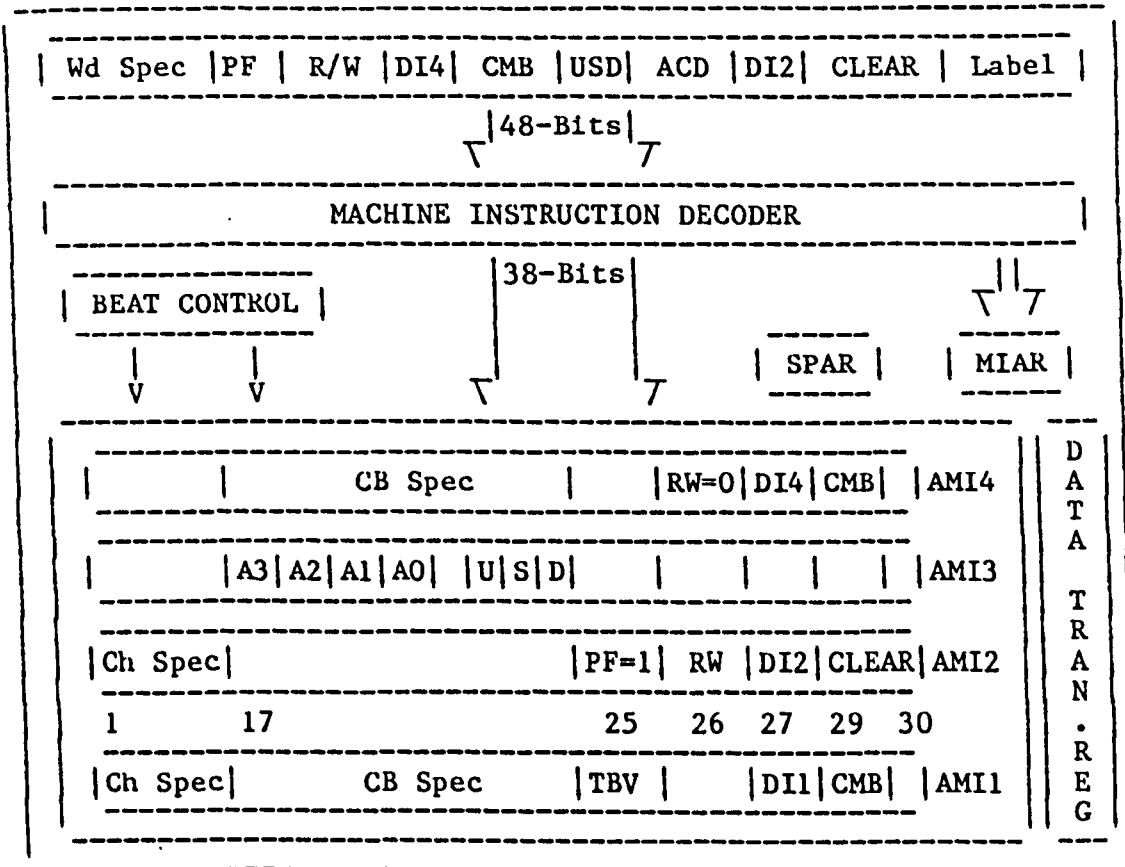 Wd Spec |PF | R/W |DI4| CMB |USD| ACD |DI2| CLEAR | Label
|48-Bits|
MACHINE INSTRUCTION DECODER
|38-Bits|
BEAT CONTROL
SPAR
MIAR
CB Spec | |RW=0|DI4|CMB| |AMI4
|A3|A2|A1|A0| |U|S|D| | | | | |AMI3
|Ch Spec| |PF=1| RW |DI2|CLEAR|AMI2
1 17 25 26 27 29 30
|Ch Spec| CB Spec |TBV | |DI1|CMB| |AMI1
DATA TRAN.REG